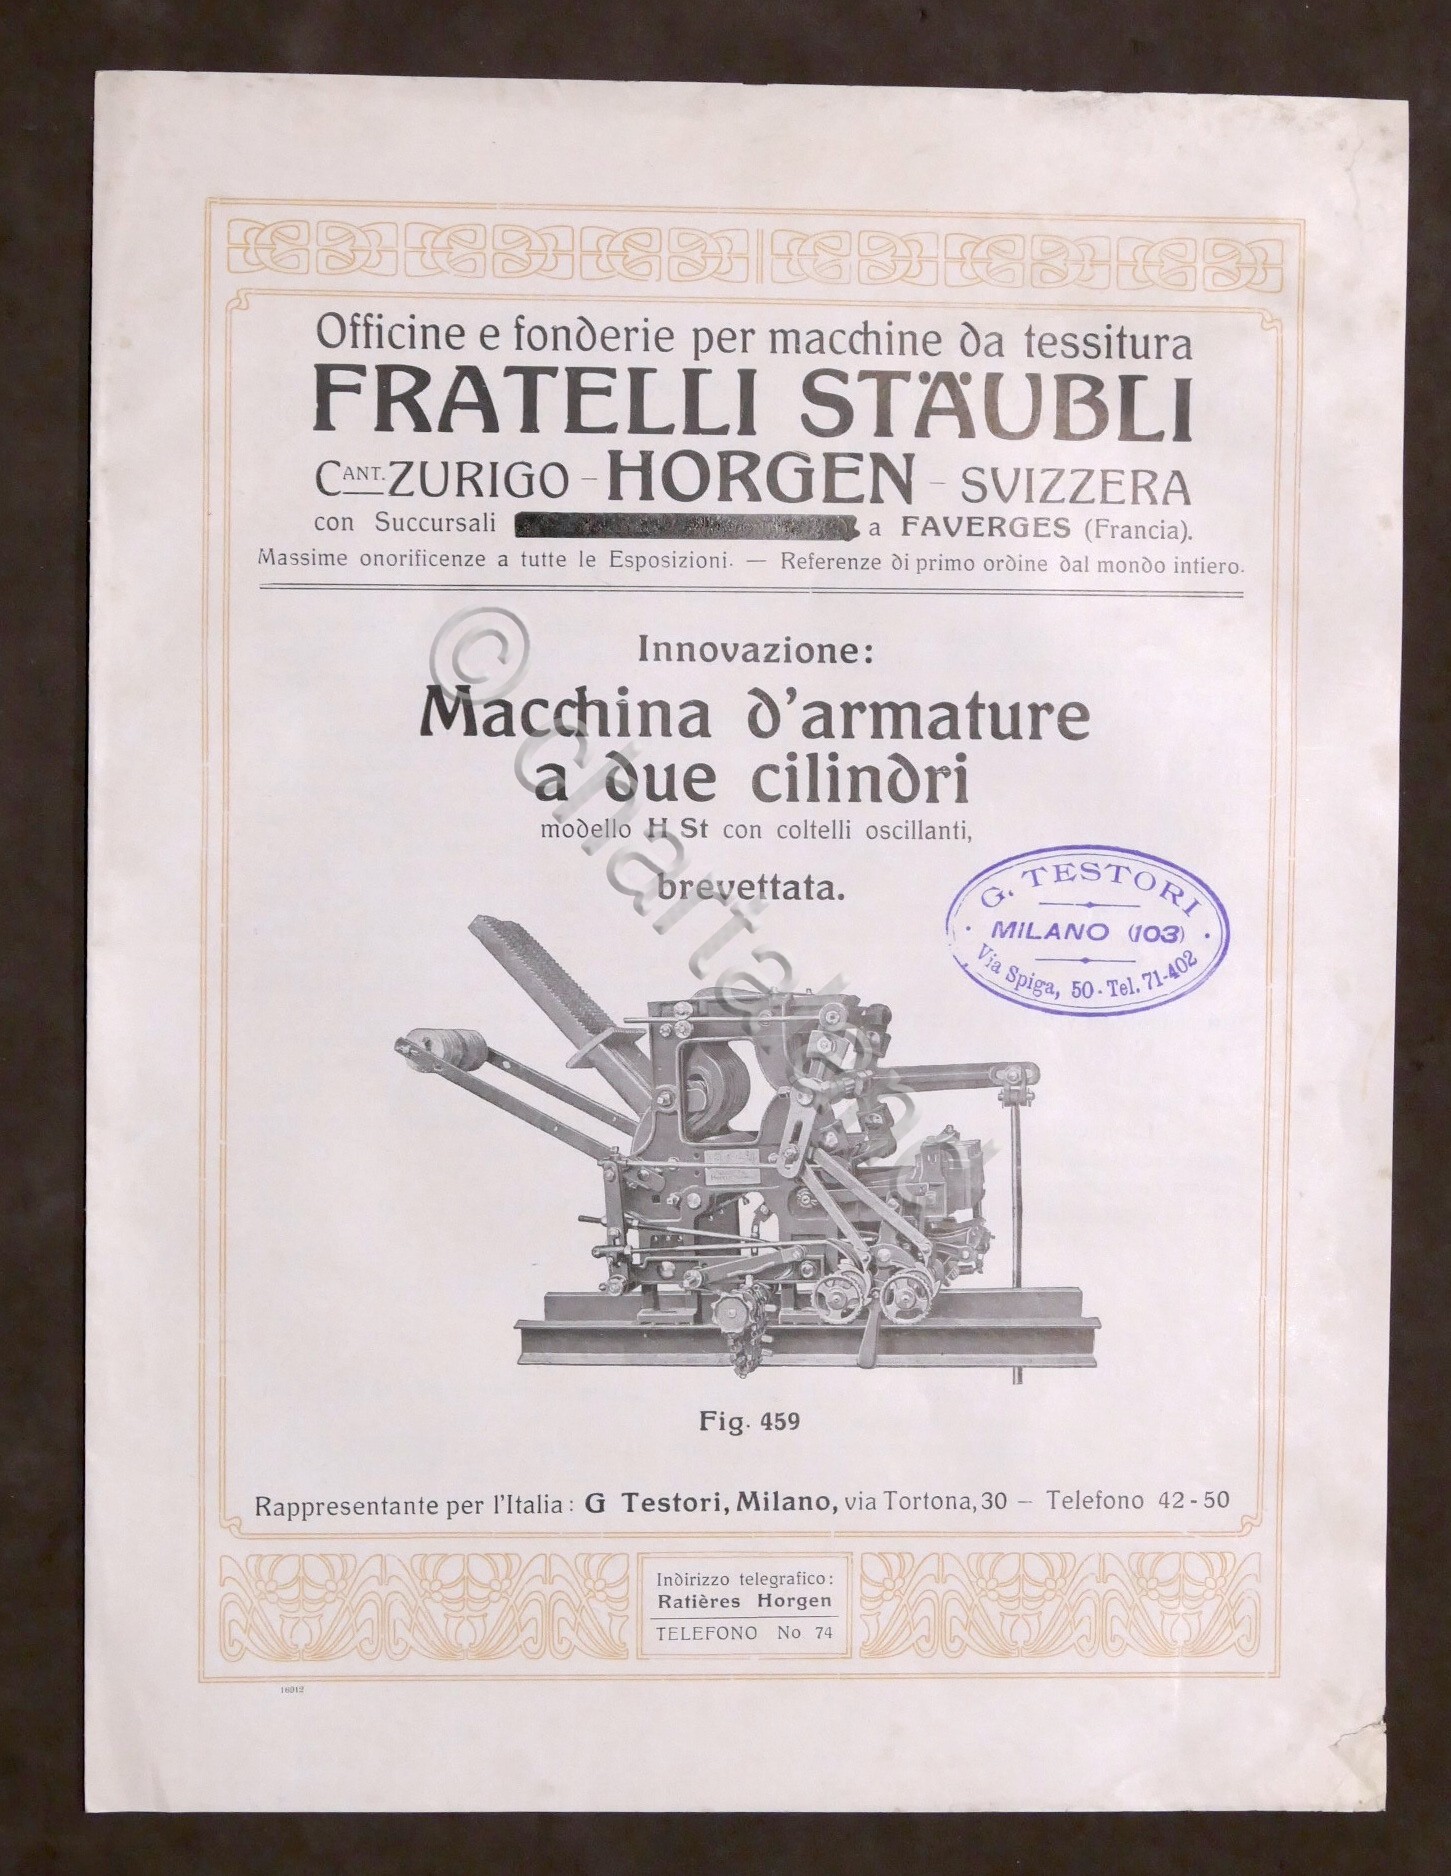 Officine e fonderie per macchine da tessitura
FRATELLI STÄUBLI
CANT. ZURIGO - HORGEN - SVIZZERA
con Succursali a FAVERGES (Francia).
Massime onorificenze a tutte le Esposizioni. — Referenze di primo ordine dal mondo intiero.
Innovazione:
Macchina d'armature
a due cilindri
modello H St con coltelli oscillanti,
brevettata.
G. TESTORI
MILANO (103)
Via Spiga, 50 - Tel. 71-402
© chartaland
Fig. 459
Rappresentante per l'Italia: G Testori, Milano, via Tortona, 30 — Telefono 42-50
Indirizzo telegrafico:
Ratières Horgen
TELEFONO No 74
16912